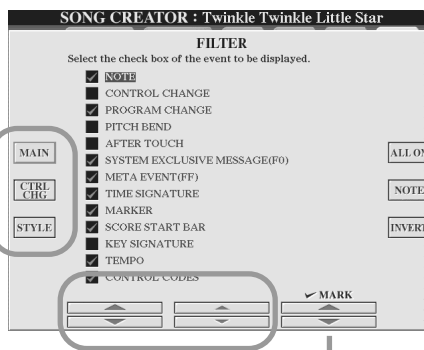 SONG CREATOR : Twinkle Twinkle Little Star
FILTER
Select the check box of the event to be displayed.
NOTE
CONTROL CHANGE
PROGRAM CHANGE
PITCH BEND
AFTER TOUCH
SYSTEM EXCLUSIVE MESSAGE(F0)
META EVENT(FF)
TIME SIGNATURE
MARKER
SCORE START BAR
KEY SIGNATURE
TEMPO
CONTROL CODES
MAIN
CTRL
CHG
STYLE
ALL ON
NOTE
INVERT
MARK